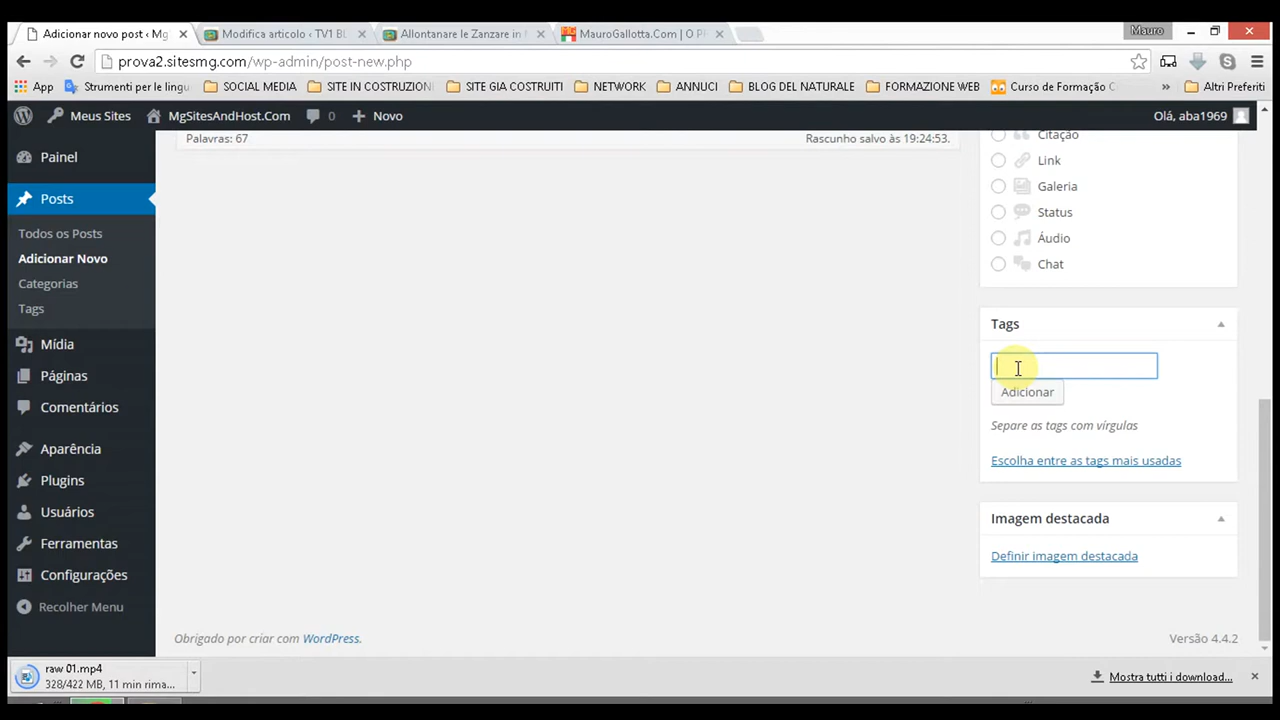 Adicionar novo post ‹ Mg
Modifica articolo ‹ TV1 BL
Allontanare le Zanzare in
MauroGallotta.Com | O P
Mauro
prova2.sitesmg.com/wp-admin/post-new.php
App
Strumenti per le lingu
SOCIAL MEDIA
SITE IN COSTRUZION
SITE GIA COSTRUITI
NETWORK
ANNUCI
BLOG DEL NATURALE
FORMAZIONE WEB
Curso de Formação C
»
Altri Preferiti
Meus Sites
MgSitesAndHost.Com
0
Novo
Olá, aba1969
Painel
Posts
Todos os Posts
Adicionar Novo
Categorias
Tags
Mídia
Páginas
Comentários
Aparência
Plugins
Usuários
Ferramentas
Configurações
Recolher Menu
Palavras: 67
Rascunho salvo às 19:24:53.
Citação
Link
Galeria
Status
Áudio
Chat
Tags
Adicionar
Separe as tags com vírgulas
Escolha entre as tags mais usadas
Imagem destacada
Definir imagem destacada
Obrigado por criar com WordPress.
Versão 4.4.2
raw 01.mp4
328/422 MB, 11 min rima...
Mostra tutti i download...